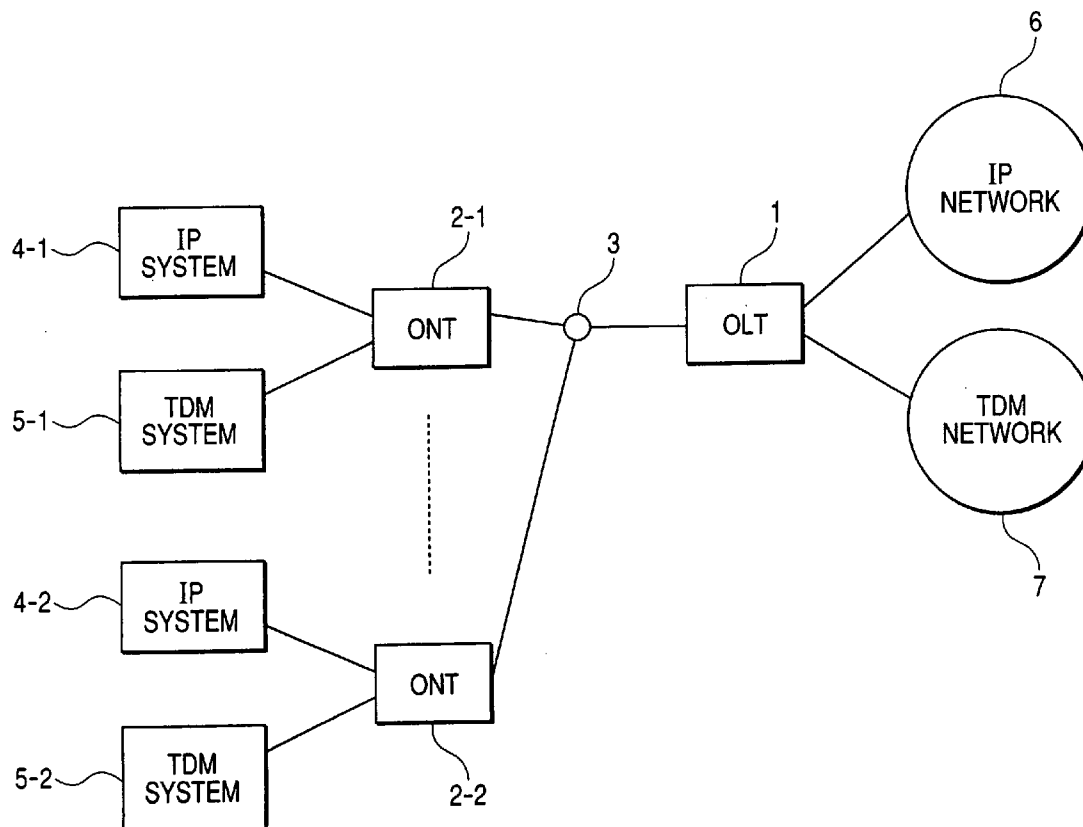 6
IP
NETWORK
2-1
1
3
4-1
IP
SYSTEM
ONT
OLT
5-1
TDM
SYSTEM
TDM
NETWORK
7
4-2
IP
SYSTEM
ONT
5-2
TDM
SYSTEM
2-2